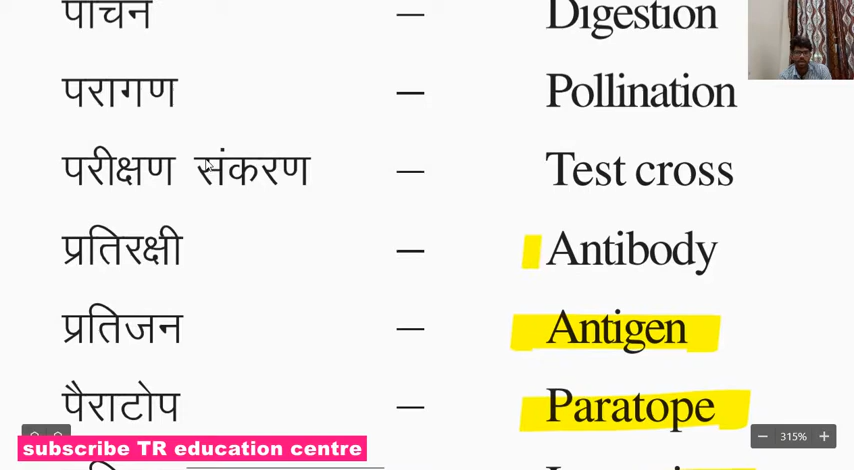 पाचन — Digestion
परागण — Pollination
परीक्षण संकरण — Test cross
प्रतिरक्षी — Antibody
प्रतिजन — Antigen
पैराटोप — Paratope
subscribe TR education centre
315%